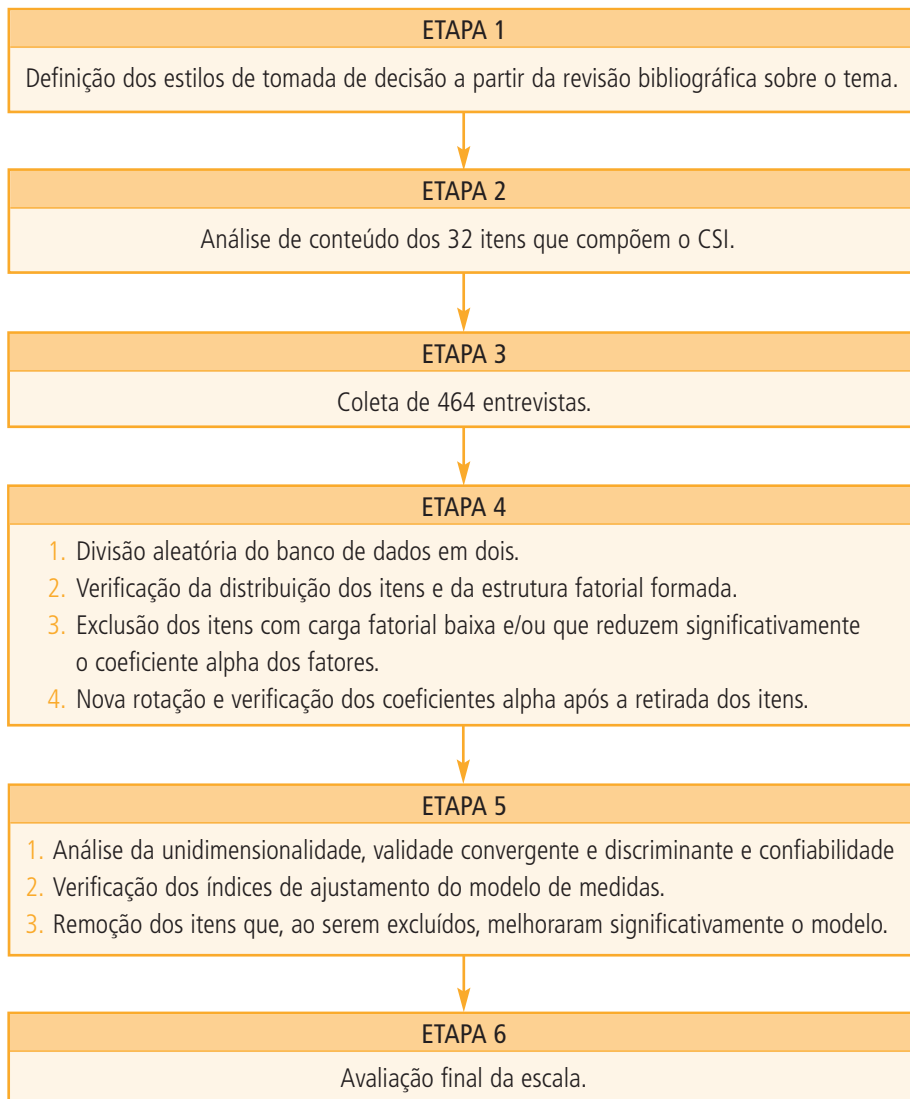 ETAPA 1
Definição dos estilos de tomada de decisão a partir da revisão bibliográfica sobre o tema.
ETAPA 2
Análise de conteúdo dos 32 itens que compõem o CSI.
ETAPA 3
Coleta de 464 entrevistas.
ETAPA 4
1. Divisão aleatória do banco de dados em dois.
2. Verificação da distribuição dos itens e da estrutura fatorial formada.
3. Exclusão dos itens com carga fatorial baixa e/ou que reduzem significativamente
o coeficiente alpha dos fatores.
4. Nova rotação e verificação dos coeficientes alpha após a retirada dos itens.
ETAPA 5
1. Análise da unidimensionalidade, validade convergente e discriminante e confiabilidade
2. Verificação dos índices de ajustamento do modelo de medidas.
3. Remoção dos itens que, ao serem excluídos, melhoraram significativamente o modelo.
ETAPA 6
Avaliação final da escala.